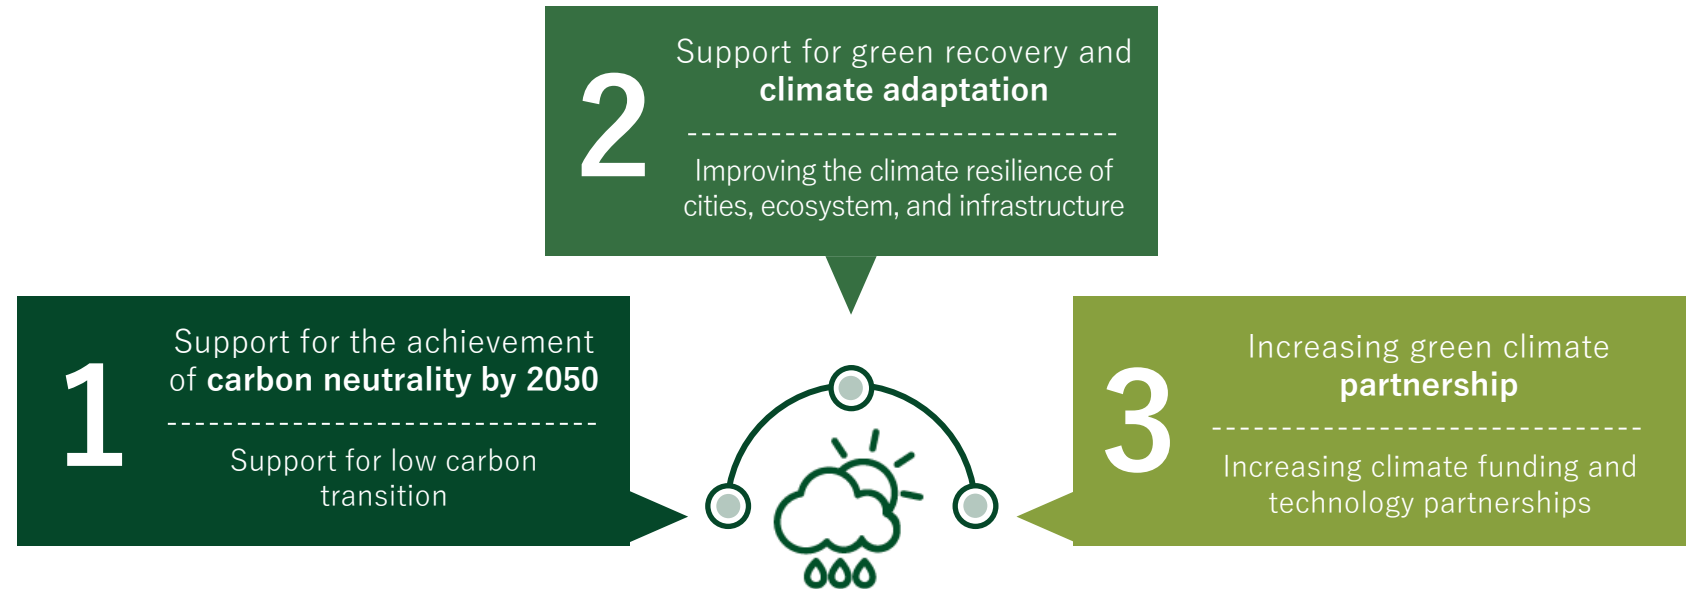 1
Support for the achievement
of carbon neutrality by 2050
Support for low carbon
transition
2
Support for green recovery and
climate adaptation
Improving the climate resilience of
cities, ecosystem, and infrastructure
3
Increasing green climate
partnership
Increasing climate funding and
technology partnerships